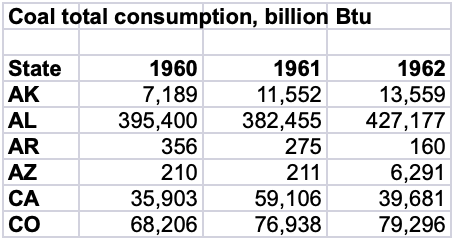 Coal total consumption, billion Btu
State 1960 1961 1962
AK 7,189 11,552 13,559
AL 395,400 382,455 427,177
AR 356 275 160
AZ 210 211 6,291
CA 35,903 59,106 39,681
CO 68,206 76,938 79,296